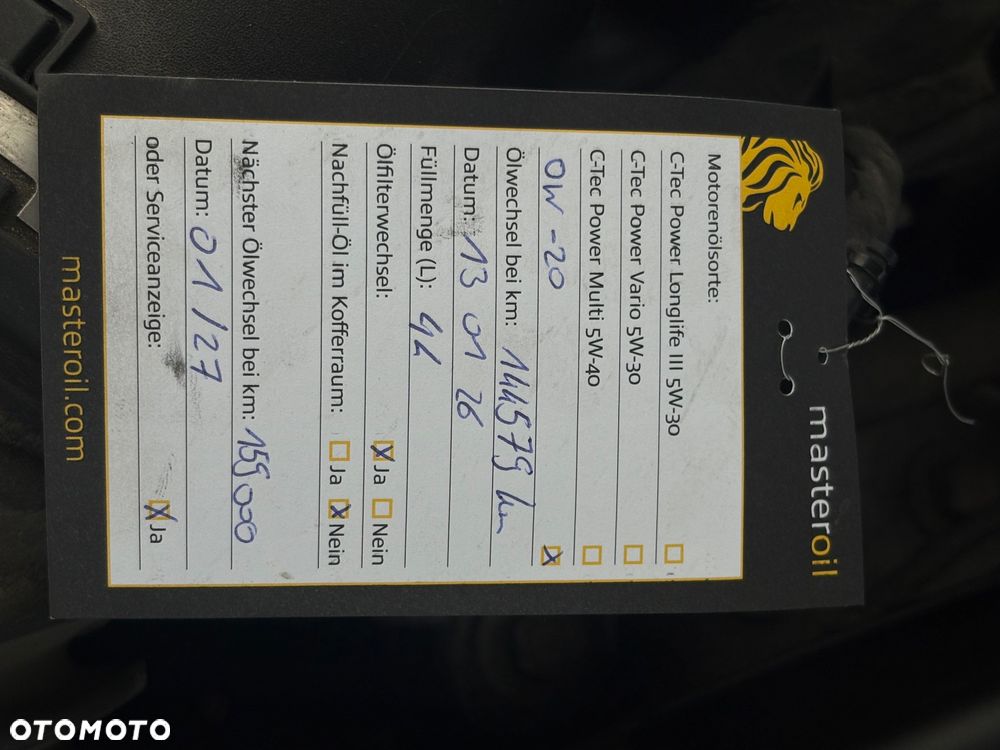 masteroil
Motorenölsorte:
C-Tec Power Longlife III 5W-30
C-Tec Power Vario 5W-30
C-Tec Power Multi 5W-40
0W-20 X
Ölwechsel bei km: 144579 km
Datum: 13 01 26
Füllmenge (L): 4L
Ölfilterwechsel: X Ja Nein
Nachfüll-Öl im Kofferraum: Ja X Nein
Nächster Ölwechsel bei km: 159000
Datum: 01/27
oder Serviceanzeige: X Ja
masteroil.com
OTOMOTO